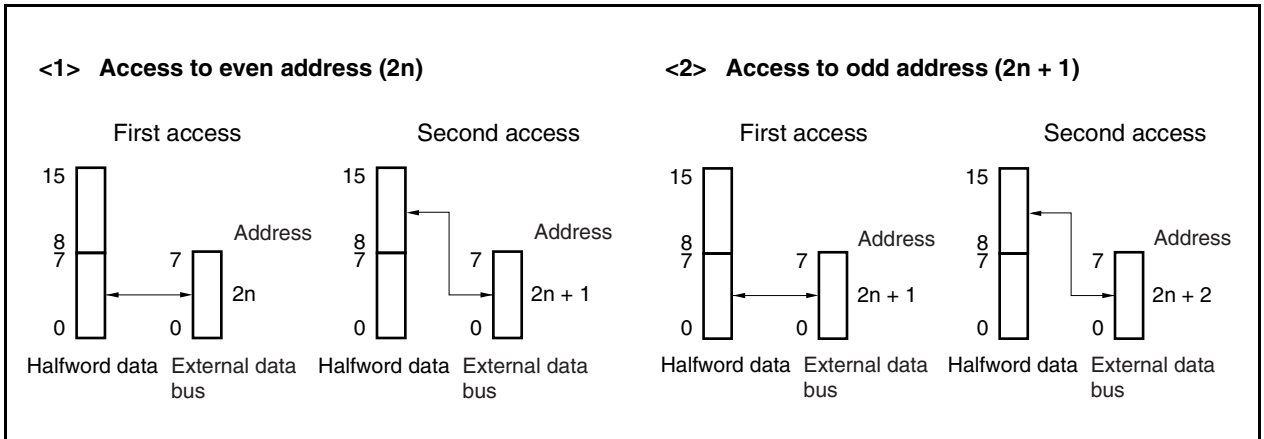 <1> Access to even address (2n)
First access
15
8
7
0
Halfword data
Address
7
2n
0
External data
bus
Second access
15
8
7
0
Halfword data
Address
7
2n + 1
0
External data
bus
<2> Access to odd address (2n + 1)
First access
15
8
7
0
Halfword data
Address
7
2n + 1
0
External data
bus
Second access
15
8
7
0
Halfword data
Address
7
2n + 2
0
External data
bus